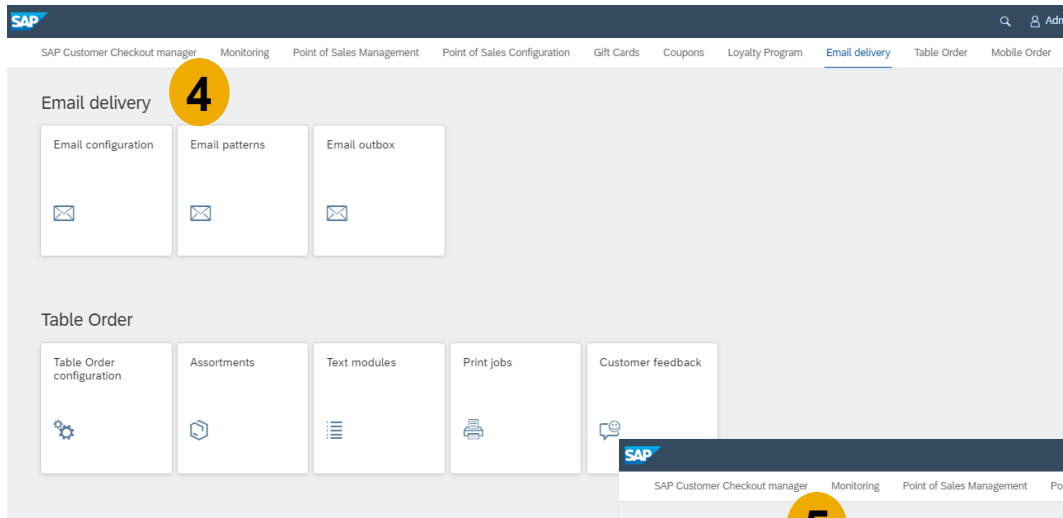 SAP
Adm
SAP Customer Checkout manager Monitoring Point of Sales Management Point of Sales Configuration Gift Cards Coupons Loyalty Program Email delivery Table Order Mobile Order
4
Email delivery
Email configuration
Email patterns
Email outbox
Table Order
Table Order
configuration
Assortments
Text modules
Print jobs
Customer feedback
SAP
SAP Customer Checkout manager Monitoring Point of Sales Management Po
5